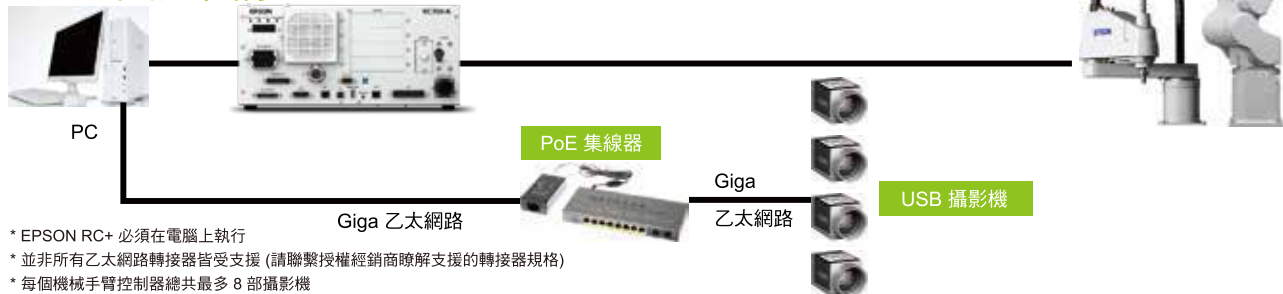 EPSON
EPSON
PC
PoE 集線器
Giga
乙太網路
USB 攝影機
Giga 乙太網路
* EPSON RC+ 必須在電腦上執行
* 並非所有乙太網路轉接器皆受支援 (請聯繫授權經銷商瞭解支援的轉接器規格)
* 每個機械手臂控制器總共最多 8 部攝影機